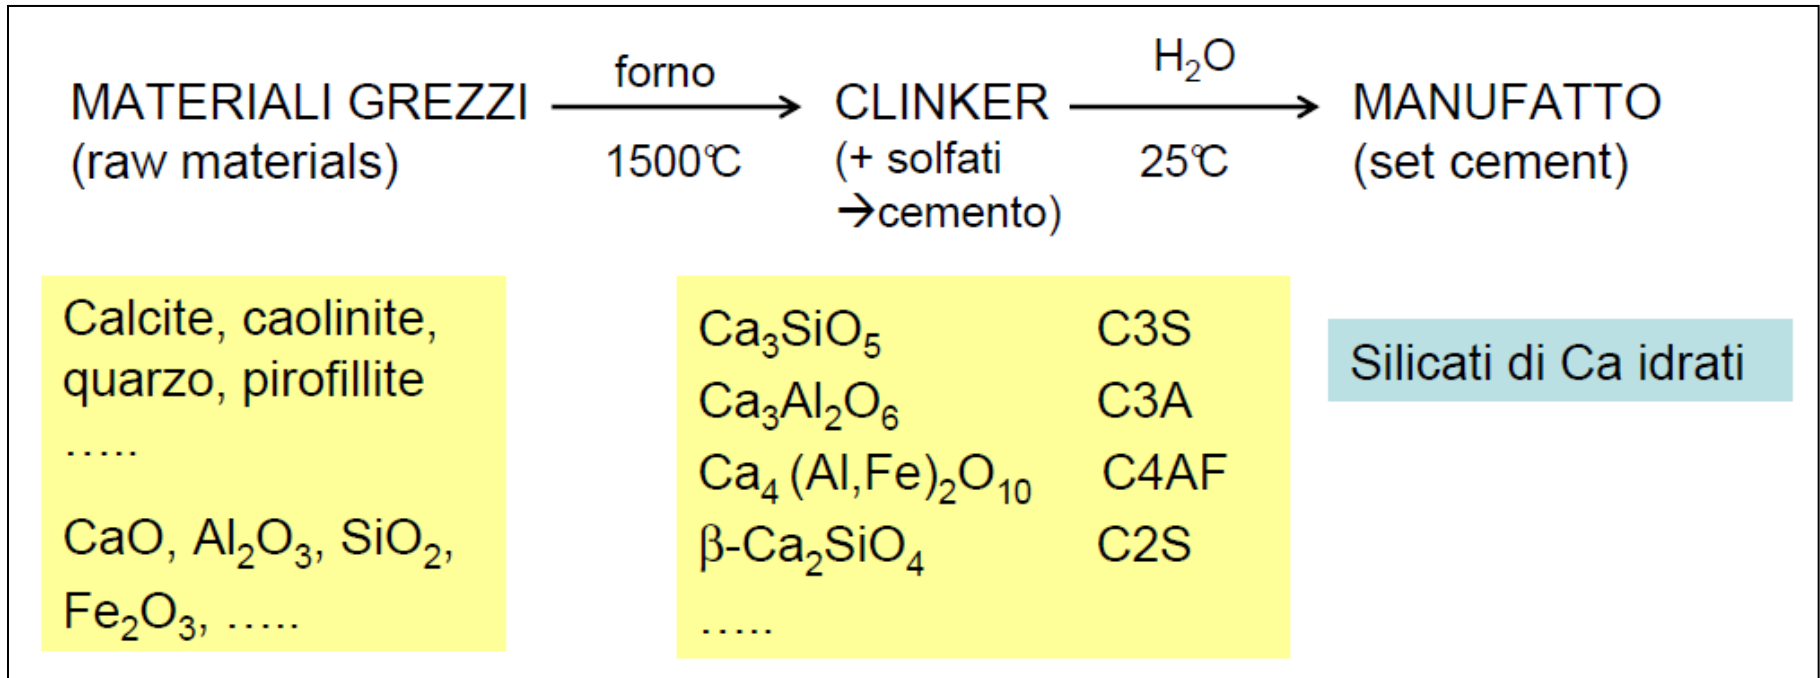 MATERIALI GREZZI
(raw materials)
forno
1500°C
CLINKER
(+ solfati
→cemento)
H₂O
25°C
MANUFATTO
(set cement)
Calcite, caolinite,
quarzo, pirofillite
.....
CaO, Al₂O₃, SiO₂,
Fe₂O₃, .....
Ca₃SiO₅ C3S
Ca₃Al₂O₆ C3A
Ca₄ (Al,Fe)₂O₁₀ C4AF
β-Ca₂SiO₄ C2S
.....
Silicati di Ca idrati